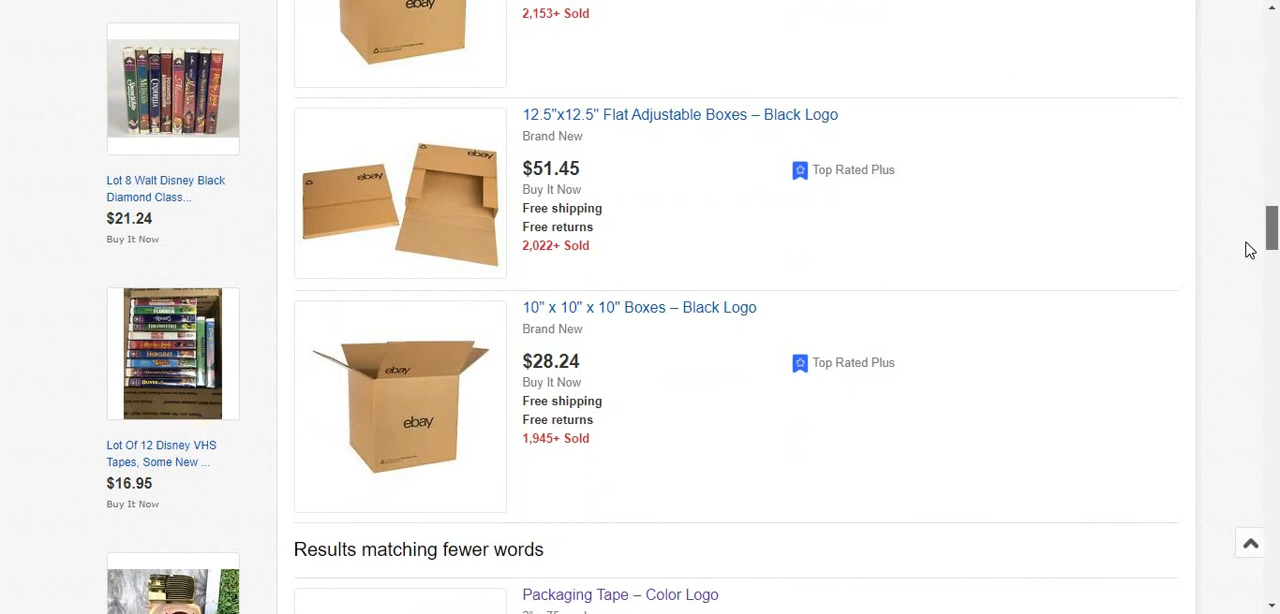 ebay
2,153+ Sold
Lot 8 Walt Disney Black
Diamond Class...
$21.24
Buy It Now
12.5"x12.5" Flat Adjustable Boxes – Black Logo
Brand New
$51.45
Buy It Now
Free shipping
Free returns
2,022+ Sold
Top Rated Plus
ebay
ebay
10" x 10" x 10" Boxes – Black Logo
Brand New
$28.24
Buy It Now
Free shipping
Free returns
1,945+ Sold
Top Rated Plus
ebay
ebay
Lot Of 12 Disney VHS
Tapes, Some New ...
$16.95
Buy It Now
Results matching fewer words
Packaging Tape – Color Logo